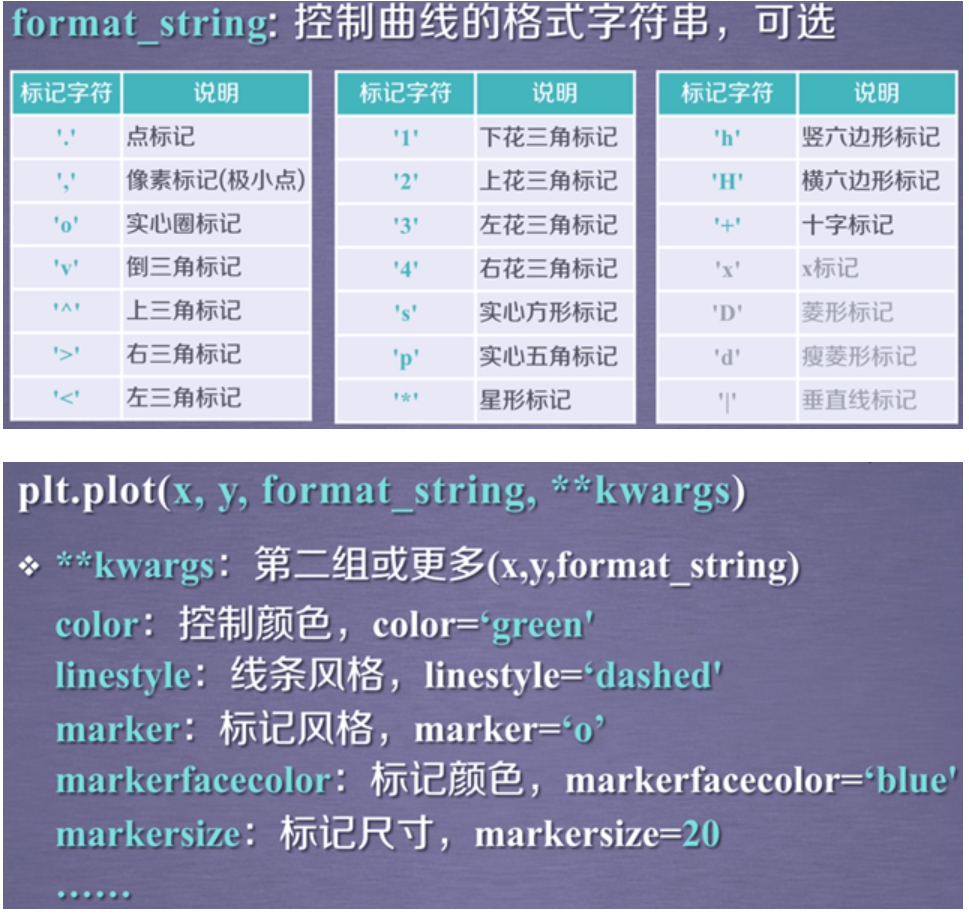 format_string: 控制曲线的格式字符串，可选
标记字符 说明 标记字符 说明 标记字符 说明
'.' 点标记 '1' 下花三角标记 'h' 竖六边形标记
',' 像素标记(极小点) '2' 上花三角标记 'H' 横六边形标记
'o' 实心圈标记 '3' 左花三角标记 '+' 十字标记
'v' 倒三角标记 '4' 右花三角标记 'x' x标记
'^' 上三角标记 's' 实心方形标记 'D' 菱形标记
'>' 右三角标记 'p' 实心五角标记 'd' 瘦菱形标记
'<' 左三角标记 '*' 星形标记 '|' 垂直线标记
plt.plot(x, y, format_string, **kwargs)
❖ **kwargs：第二组或更多(x,y,format_string)
color：控制颜色，color=‘green'
linestyle：线条风格，linestyle=‘dashed'
marker：标记风格，marker=‘o’
markerfacecolor：标记颜色，markerfacecolor=‘blue'
markersize：标记尺寸，markersize=20
……